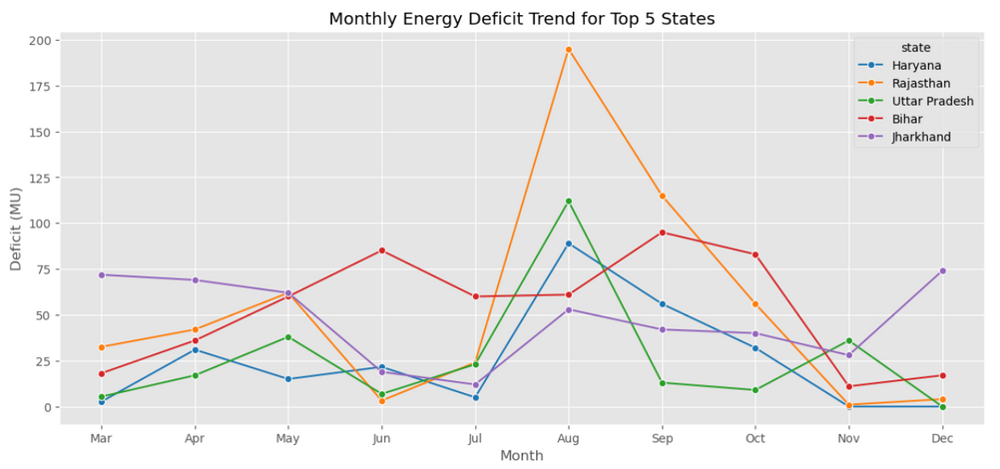 Monthly Energy Deficit Trend for Top 5 States
state
Haryana
Rajasthan
Uttar Pradesh
Bihar
Jharkhand
Deficit (MU)
200
175
150
125
100
75
50
25
0
Mar Apr May Jun Jul Aug Sep Oct Nov Dec
Month